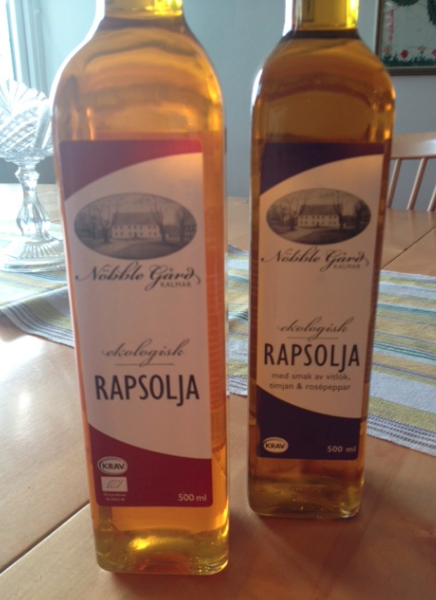 Nöbble Gård
KALMAR
ekologisk
RAPSOLJA
KRAV
500 ml
Nöbble Gård
KALMAR
ekologisk
RAPSOLJA
med smak av vitlök,
timjan & rosépeppar
KRAV
500 ml